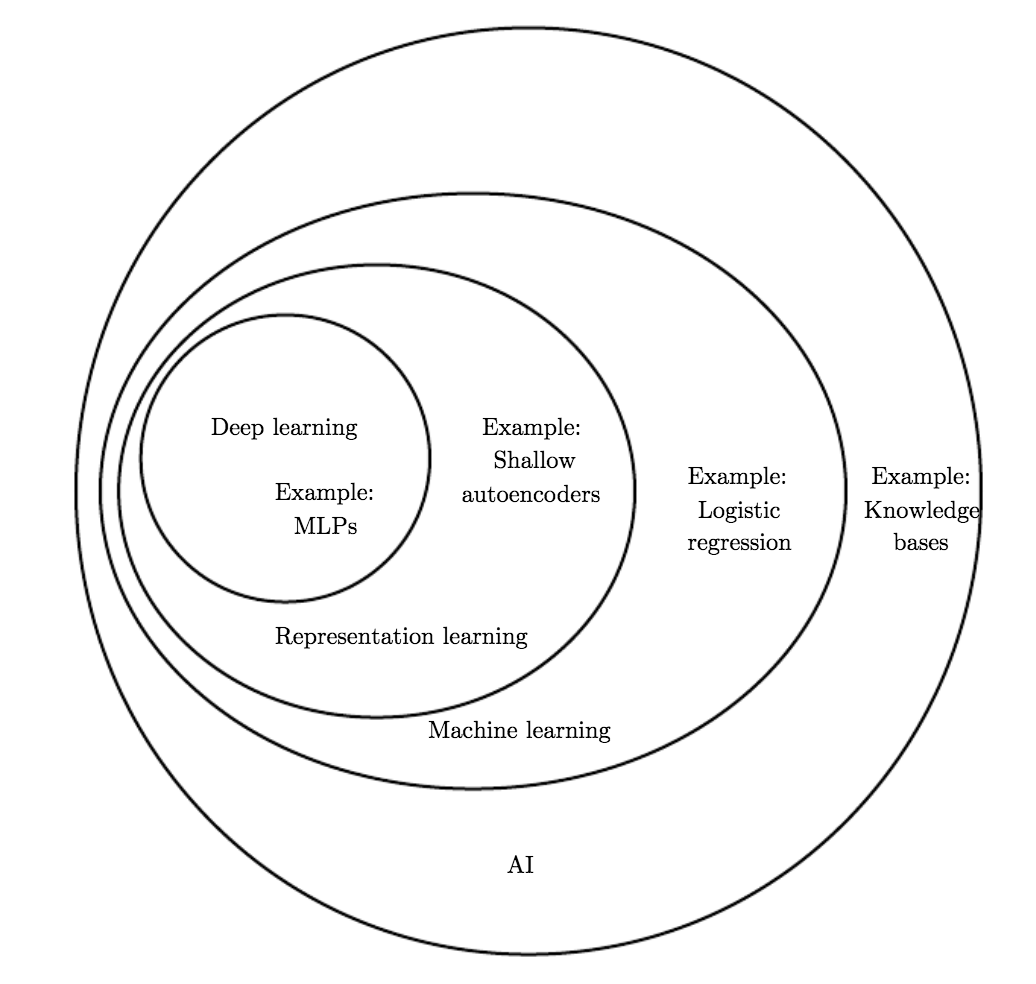 Deep learning
Example:
MLPs
Example:
Shallow
autoencoders
Example:
Logistic
regression
Example:
Knowledge
bases
Representation learning
Machine learning
AI